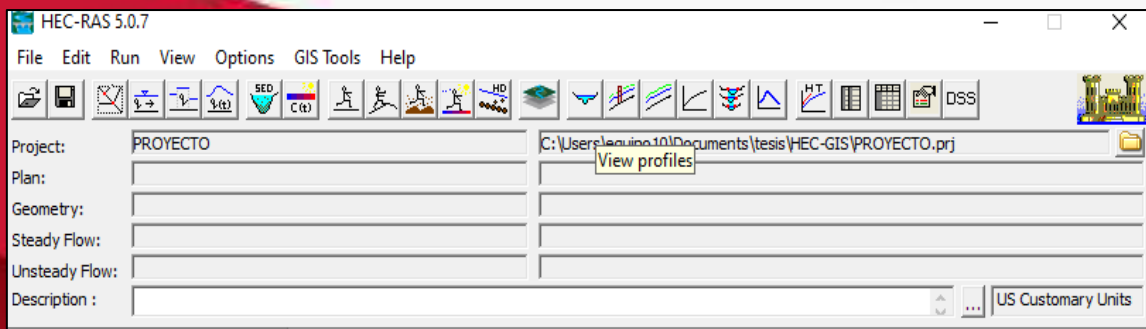 HEC-RAS 5.0.7
File Edit Run View Options GIS Tools Help
SED C(t) HD HT DSS
Project: PROYECTO C:\Users\equipo10\Documents\tesis\HEC-GIS\PROYECTO.prj
View profiles
Plan:
Geometry:
Steady Flow:
Unsteady Flow:
Description : ... US Customary Units